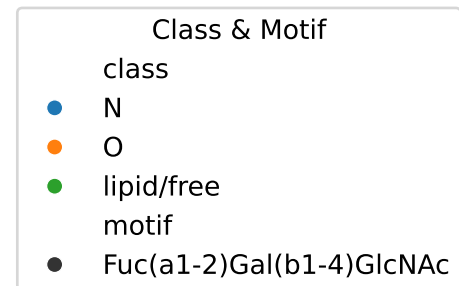 Class & Motif
class
N
O
lipid/free
motif
Fuc(a1-2)Gal(b1-4)GlcNAc